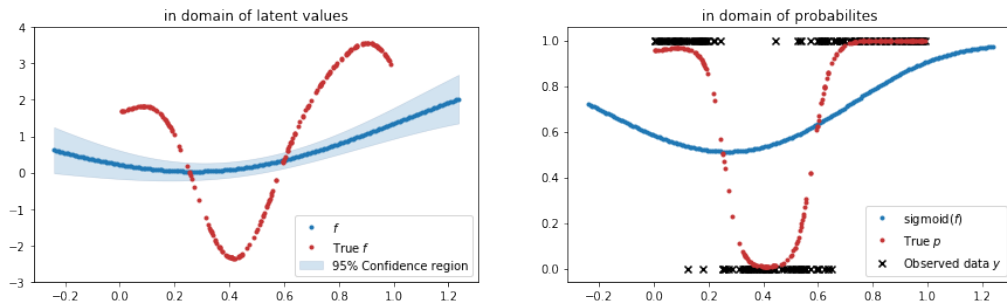 in domain of latent values
4
3
2
1
0
−1
−2
−3
−0.2 0.0 0.2 0.4 0.6 0.8 1.0 1.2
f
True f
95% Confidence region
in domain of probabilites
1.0
0.8
0.6
0.4
0.2
0.0
−0.2 0.0 0.2 0.4 0.6 0.8 1.0 1.2
sigmoid(f)
True p
Observed data y